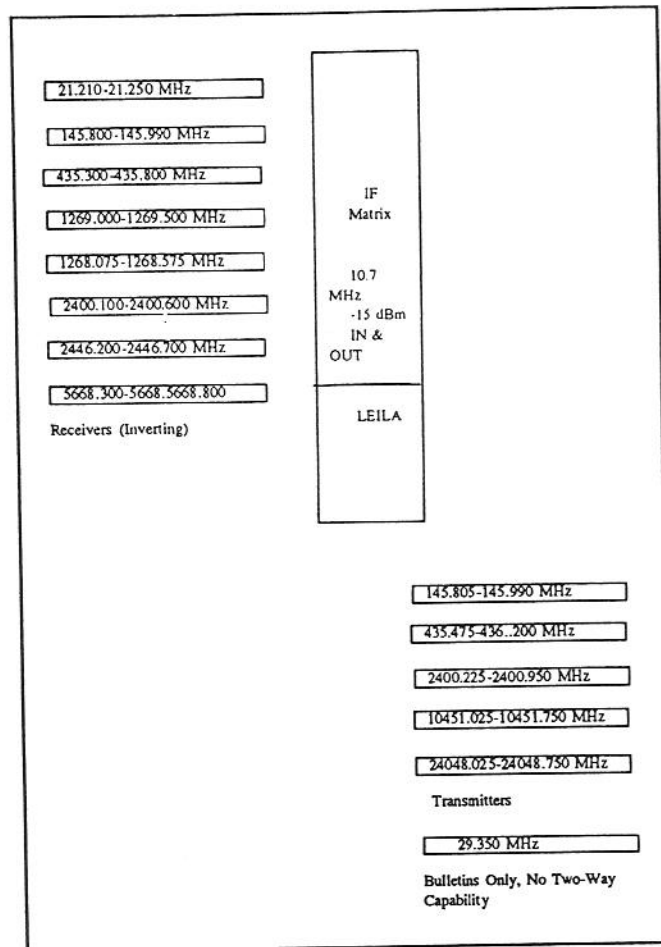 21.210-21.250 MHz
145.800-145.990 MHz
435.300-435.800 MHz
1269.000-1269.500 MHz
1268.075-1268.575 MHz
2400.100-2400.600 MHz
2446.200-2446.700 MHz
5668.300-5668.5668.800
Receivers (Inverting)
IF
Matrix
10.7
MHz
-15 dBm
IN &
OUT
LEILA
145.805-145.990 MHz
435.475-436..200 MHz
2400.225-2400.950 MHz
10451.025-10451.750 MHz
24048.025-24048.750 MHz
Transmitters
29.350 MHz
Bulletins Only, No Two-Way
Capability